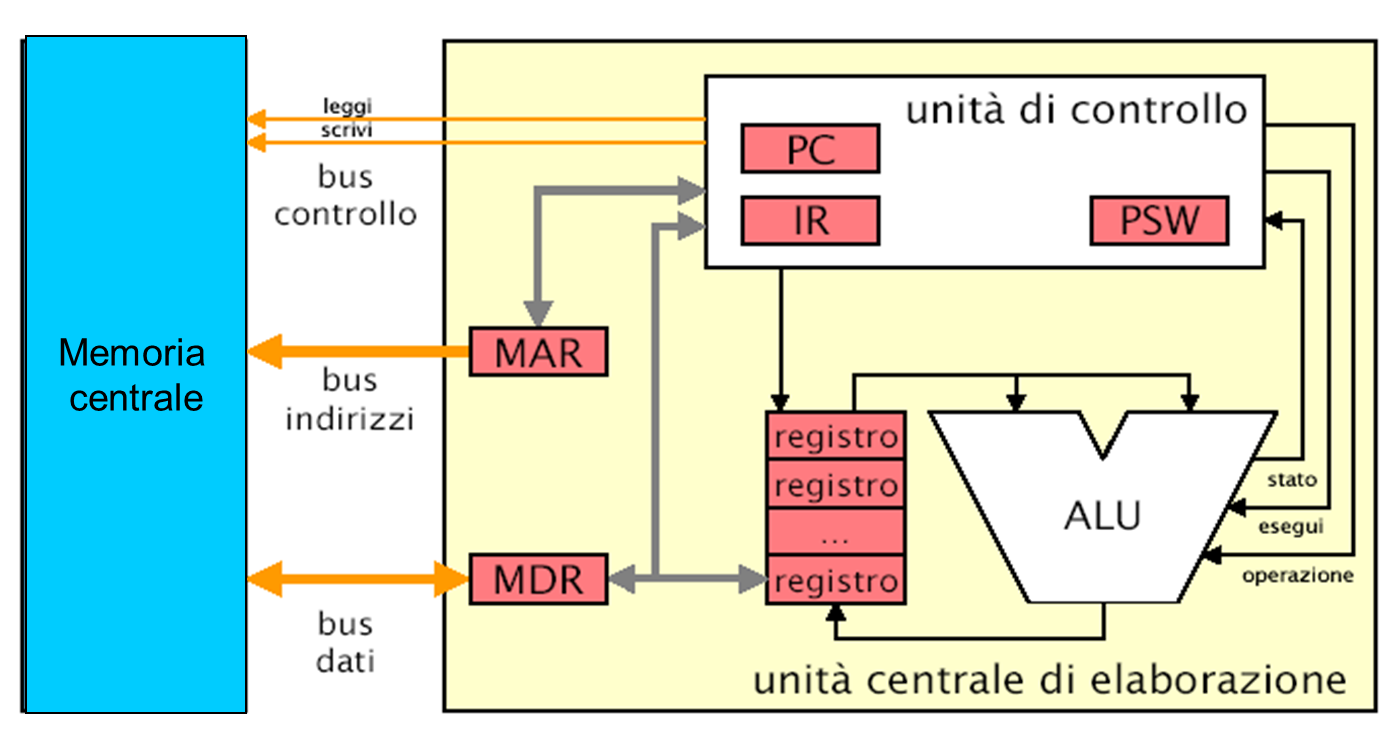 Memoria
centrale
leggi
scrivi
bus
controllo
bus
indirizzi
bus
dati
unità di controllo
PC
IR
PSW
MAR
MDR
registro
registro
...
registro
ALU
stato
esegui
operazione
unità centrale di elaborazione